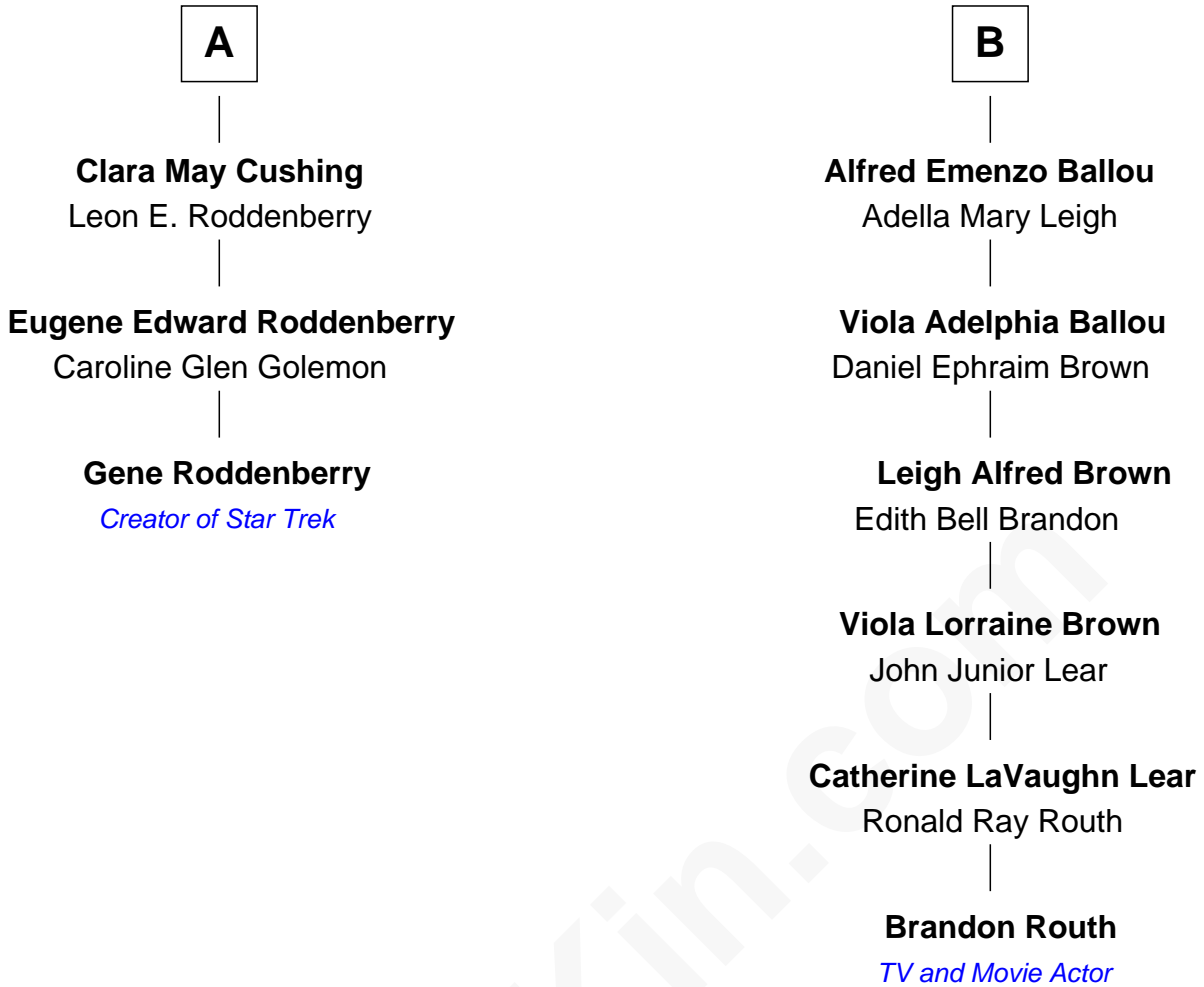 A
Clara May Cushing
Leon E. Roddenberry
Eugene Edward Roddenberry
Caroline Glen Golemon
Gene Roddenberry
Creator of Star Trek
B
Alfred Emenzo Ballou
Adella Mary Leigh
Viola Adelphia Ballou
Daniel Ephraim Brown
Leigh Alfred Brown
Edith Bell Brandon
Viola Lorraine Brown
John Junior Lear
Catherine LaVaughn Lear
Ronald Ray Routh
Brandon Routh
TV and Movie Actor
Kin.com